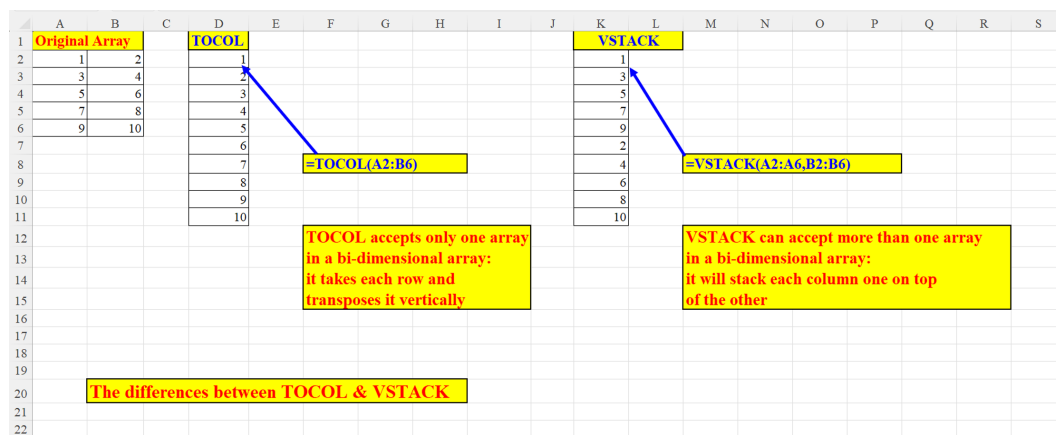 A B C D E F G H I J K L M N O P Q R S
1 Original Array TOCOL VSTACK
2 1 2 1 1
3 3 4 2 3
4 5 6 3 5
5 7 8 4 7
6 9 10 5 9
7 6 2
8 7 =TOCOL(A2:B6) 4 =VSTACK(A2:A6,B2:B6)
9 8 6
10 9 8
11 10 10
12 TOCOL accepts only one array VSTACK can accept more than one array
13 in a bi-dimensional array: in a bi-dimensional array:
14 it takes each row and it will stack each column one on top
15 transposes it vertically of the other
16
17
18
19
20 The differences between TOCOL & VSTACK
21
22